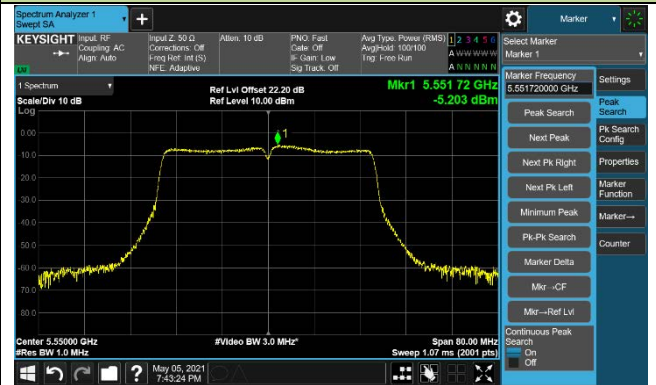 Spectrum Analyzer 1
Swept SA
Marker
KEYSIGHT
Input: RF
Coupling: AC
Align: Auto
Input Z: 50 Ω
Corrections: Off
Freq Ref: Int (S)
NFE: Adaptive
Atten: 10 dB
PNO: Fast
Gate: Off
IF Gain: Low
Sig Track: Off
Avg Type: Power (RMS)
Avg|Hold: 100/100
Trig: Free Run
1 2 3 4 5 6
A W W W W W
A N N N N N
Select Marker
Marker 1
1 Spectrum
Scale/Div 10 dB
Log
Ref Lvl Offset 22.20 dB
Ref Level 10.00 dBm
Mkr1 5.551 72 GHz
-5.203 dBm
1
0.00
-10.0
-20.0
-30.0
-40.0
-50.0
-60.0
-70.0
-80.0
Center 5.55000 GHz
#Res BW 1.0 MHz
#Video BW 3.0 MHz*
Span 80.00 MHz
Sweep 1.07 ms (2001 pts)
Marker Frequency
5.551720000 GHz
Peak Search
Next Peak
Next Pk Right
Next Pk Left
Minimum Peak
Pk-Pk Search
Marker Delta
Mkr→CF
Mkr→Ref Lvl
Continuous Peak
Search
On
Off
Settings
Peak
Search
Pk Search
Config
Properties
Marker
Function
Marker→
Counter
May 05, 2021
7:43:24 PM